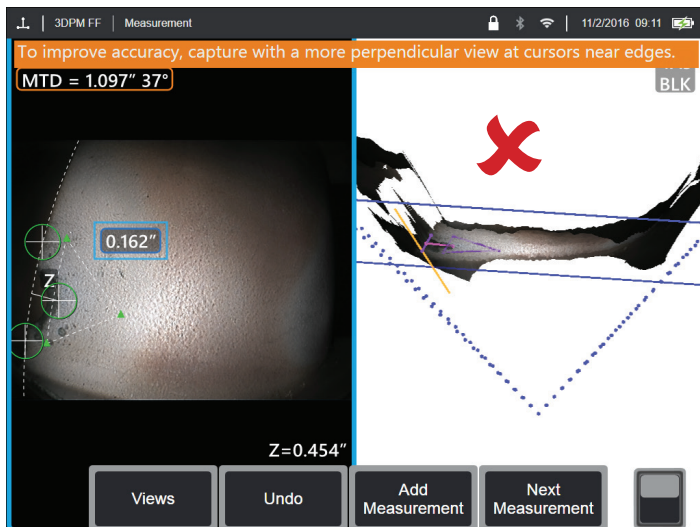 3DPM FF
Measurement
11/2/2016 09:11
To improve accuracy, capture with a more perpendicular view at cursors near edges.
MTD = 1.097" 37°
BLK
0.162"
Z
Z=0.454"
Views
Undo
Add
Measurement
Next
Measurement